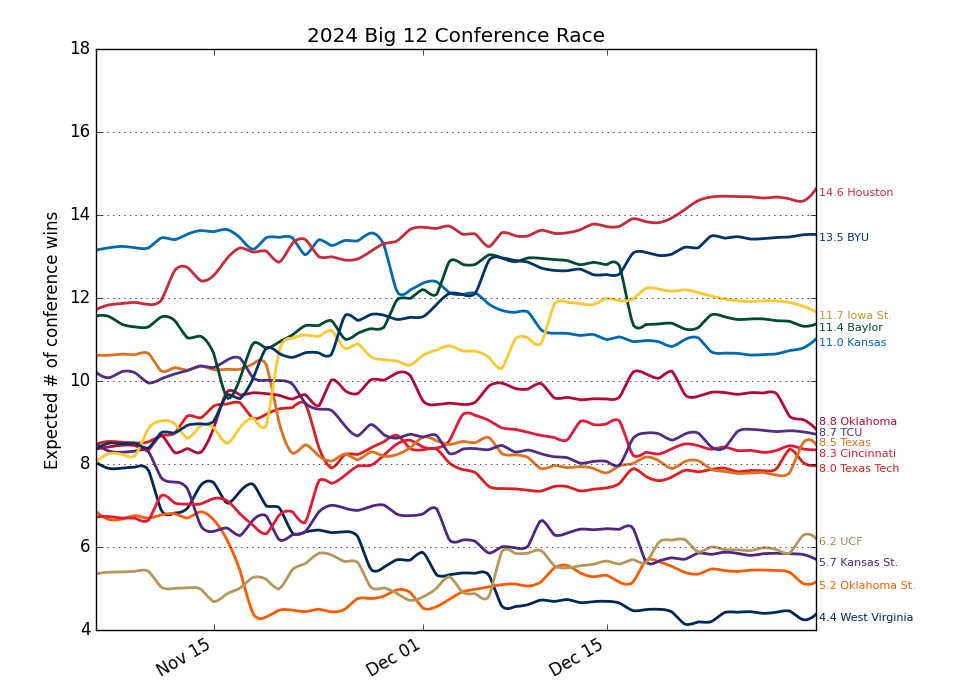 2024 Big 12 Conference Race
Expected # of conference wins
18
16
14
12
10
8
6
4
Nov 15
Dec 01
Dec 15
14.6 Houston
13.5 BYU
11.7 Iowa St.
11.4 Baylor
11.0 Kansas
8.8 Oklahoma
8.7 TCU
8.5 Texas
8.3 Cincinnati
8.0 Texas Tech
6.2 UCF
5.7 Kansas St.
5.2 Oklahoma St.
4.4 West Virginia